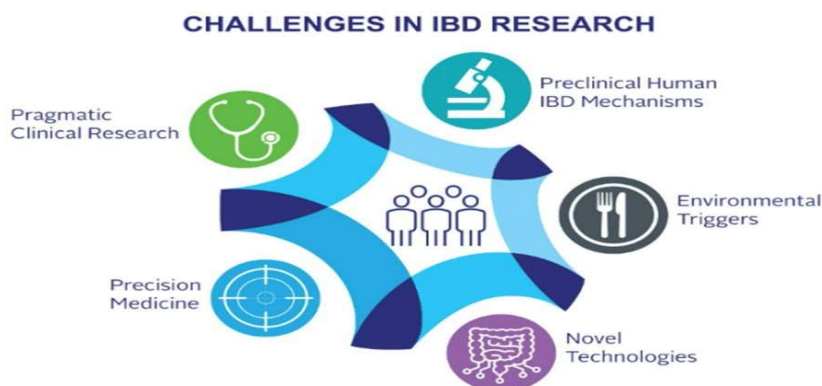 CHALLENGES IN IBD RESEARCH
Preclinical Human
IBD Mechanisms
Pragmatic
Clinical Research
Environmental
Triggers
Precision
Medicine
Novel
Technologies